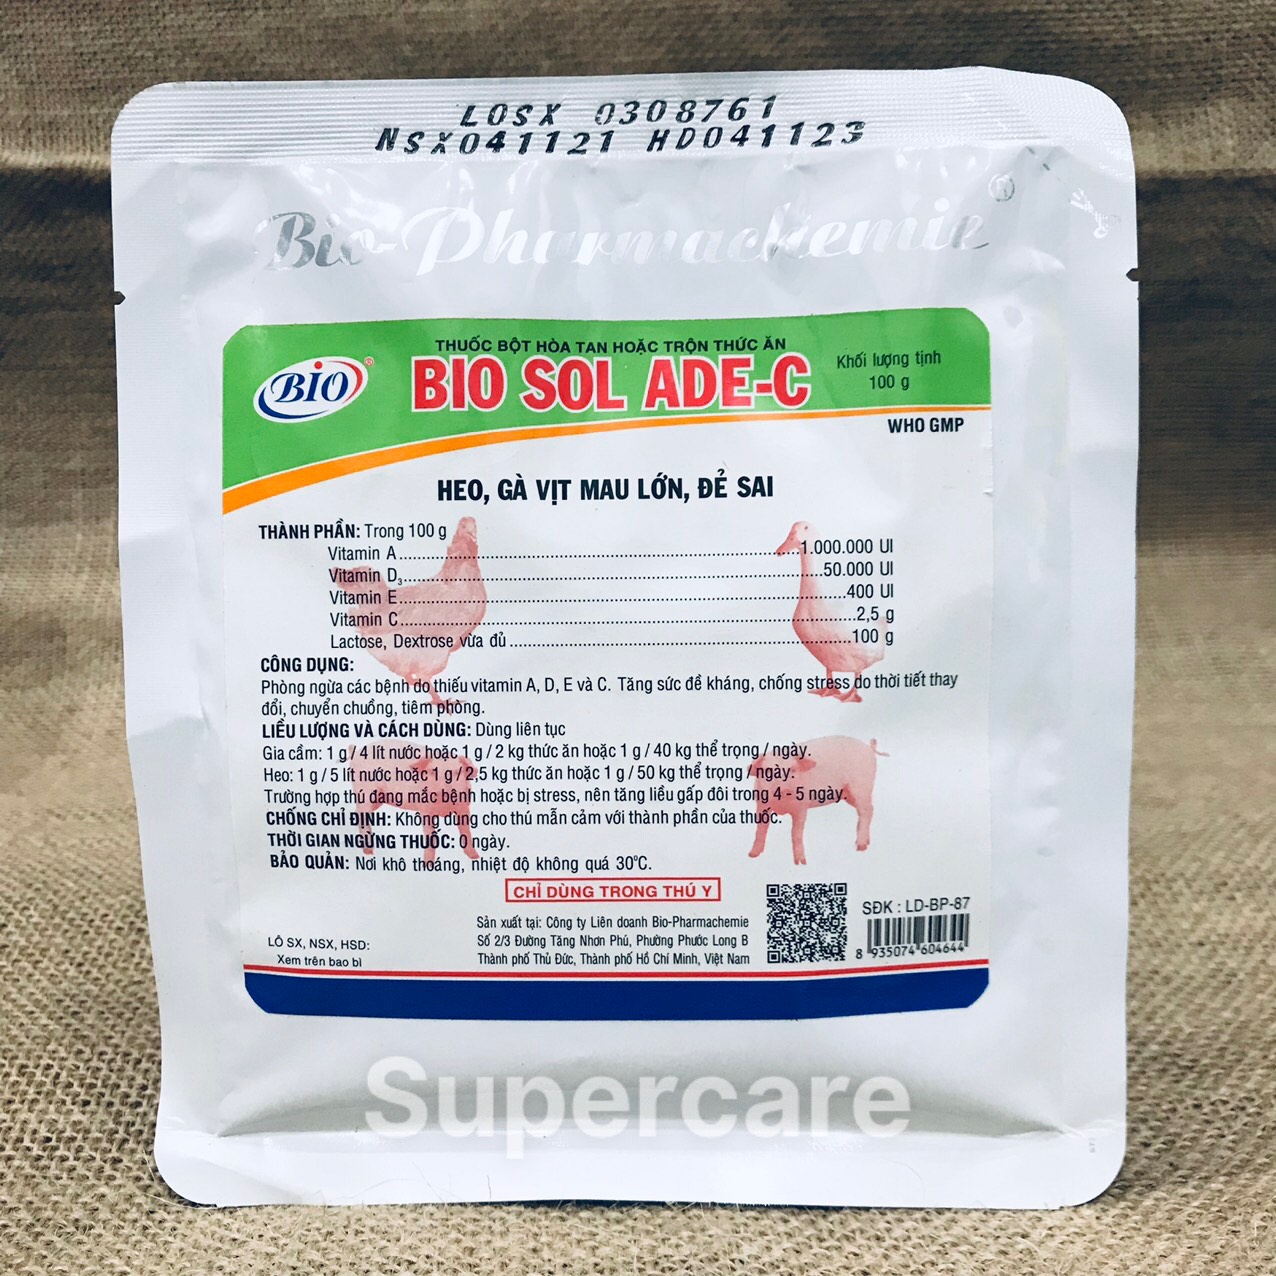 LOSX 0308761
NSX041121 HD041123
Bio-Pharmachemie®
THUỐC BỘT HÒA TAN HOẶC TRỘN THỨC ĂN
BIO®
BIO SOL ADE-C
Khối lượng tịnh
100 g
WHO GMP
HEO, GÀ VỊT MAU LỚN, ĐẺ SAI
THÀNH PHẦN: Trong 100 g
Vitamin A.....1.000.000 UI
Vitamin D₃.....50.000 UI
Vitamin E.....400 UI
Vitamin C.....2,5 g
Lactose, Dextrose vừa đủ.....100 g
CÔNG DỤNG:
Phòng ngừa các bệnh do thiếu vitamin A, D, E và C. Tăng sức đề kháng, chống stress do thời tiết thay
đổi, chuyển chuồng, tiêm phòng.
LIỀU LƯỢNG VÀ CÁCH DÙNG: Dùng liên tục
Gia cầm: 1 g / 4 lít nước hoặc 1 g / 2 kg thức ăn hoặc 1 g / 40 kg thể trọng / ngày.
Heo: 1 g / 5 lít nước hoặc 1 g / 2,5 kg thức ăn hoặc 1 g / 50 kg thể trọng / ngày.
Trường hợp thú đang mắc bệnh hoặc bị stress, nên tăng liều gấp đôi trong 4 - 5 ngày.
CHỐNG CHỈ ĐỊNH: Không dùng cho thú mẫn cảm với thành phần của thuốc.
THỜI GIAN NGỪNG THUỐC: 0 ngày.
BẢO QUẢN: Nơi khô thoáng, nhiệt độ không quá 30°C.
CHỈ DÙNG TRONG THÚ Y
LÔ SX, NSX, HSD:
Xem trên bao bì
Sản xuất tại: Công ty Liên doanh Bio-Pharmachemie
Số 2/3 Đường Tăng Nhơn Phú, Phường Phước Long B
Thành phố Thủ Đức, Thành phố Hồ Chí Minh, Việt Nam
SĐK : LD-BP-87
8 935074 604644
Supercare